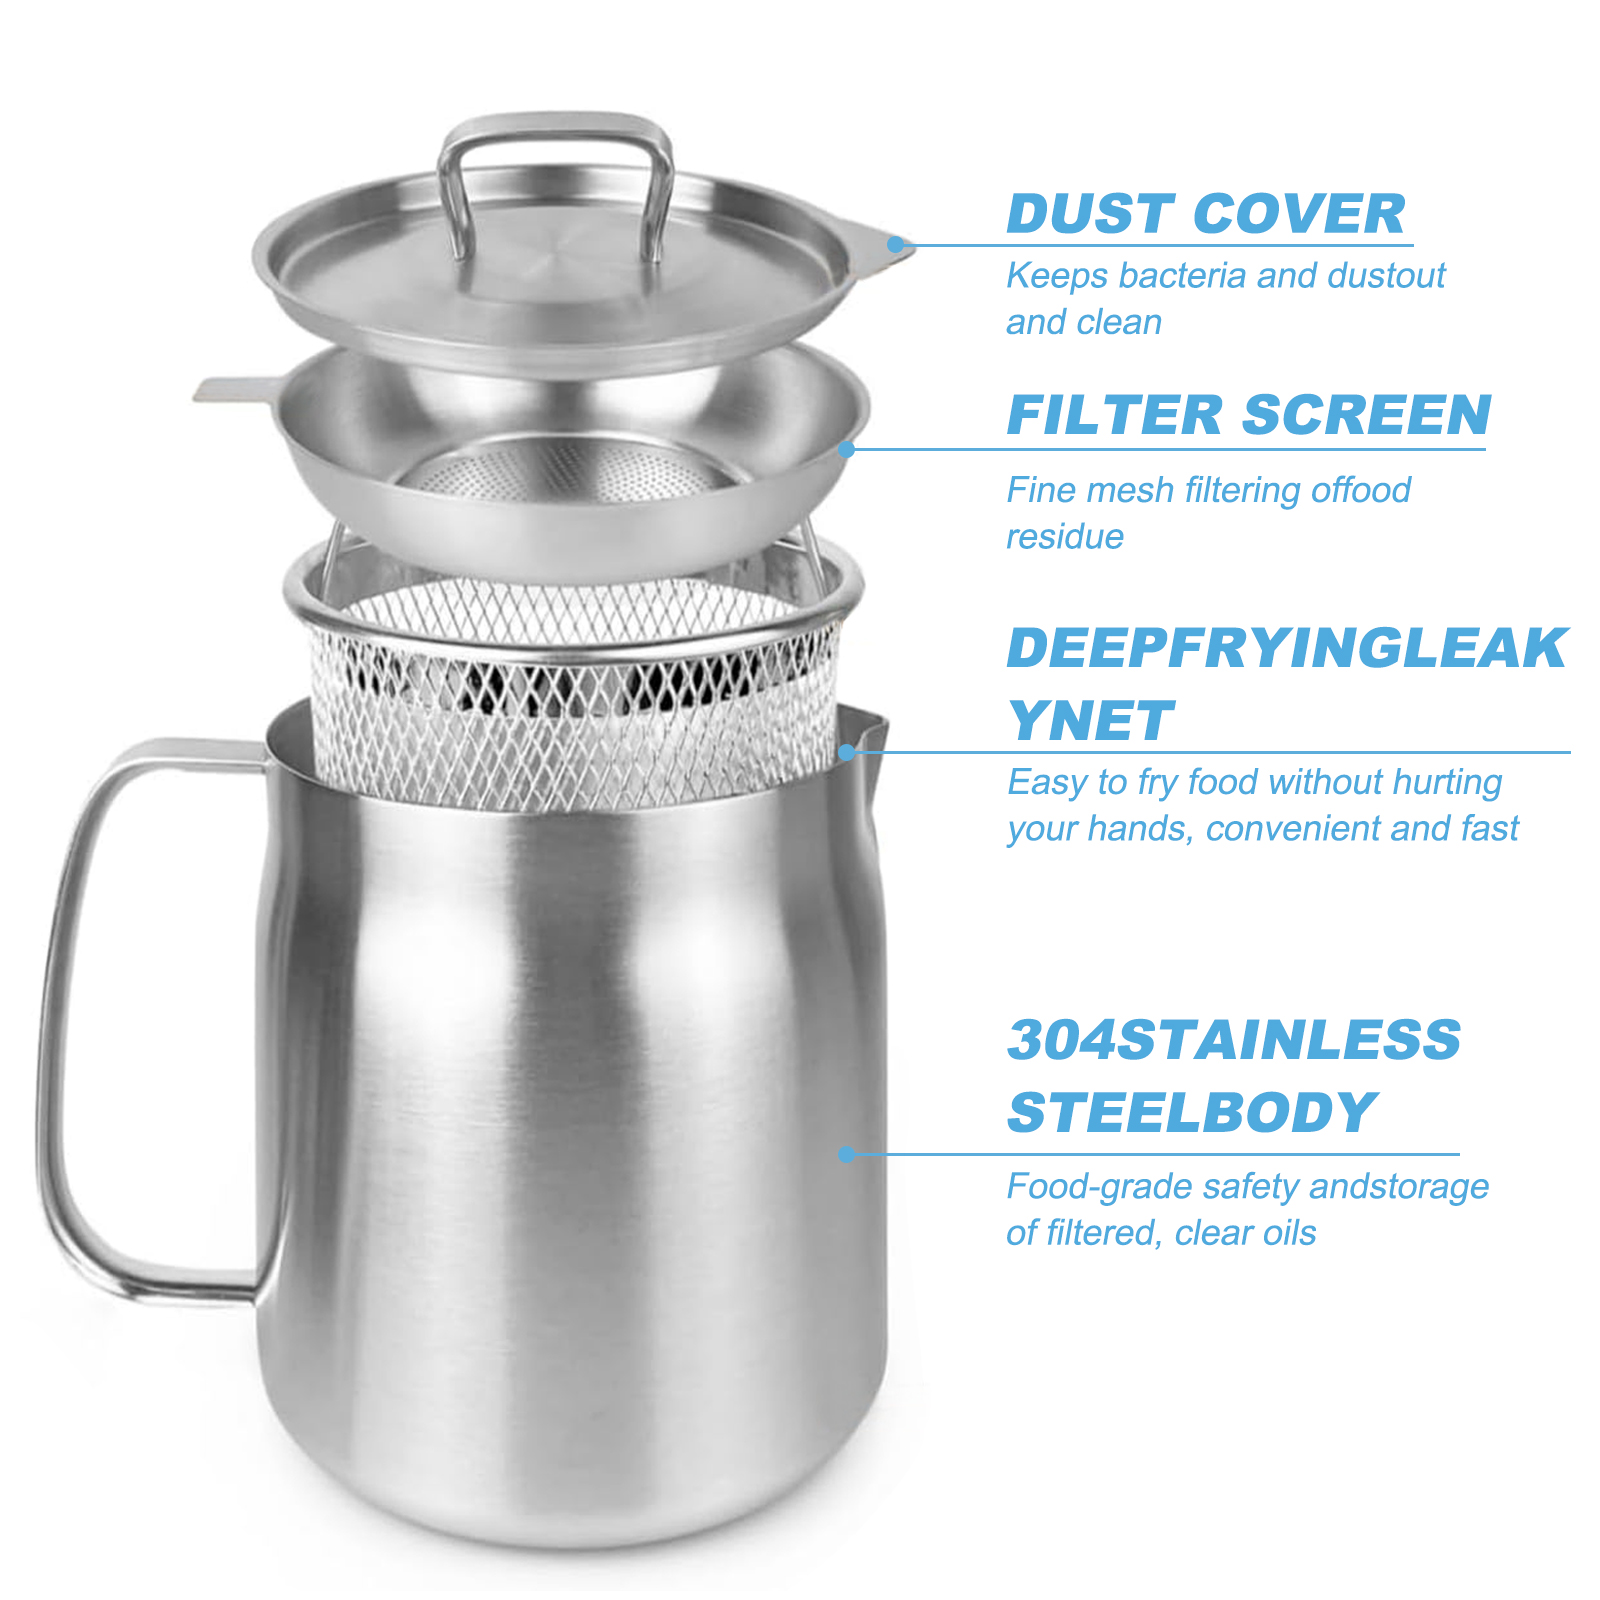 DUST COVER
Keeps bacteria and dustout
and clean
FILTER SCREEN
Fine mesh filtering offood
residue
DEEPFRYINGLEAK
YNET
Easy to fry food without hurting
your hands, convenient and fast
304STAINLESS
STEELBODY
Food-grade safety andstorage
of filtered, clear oils